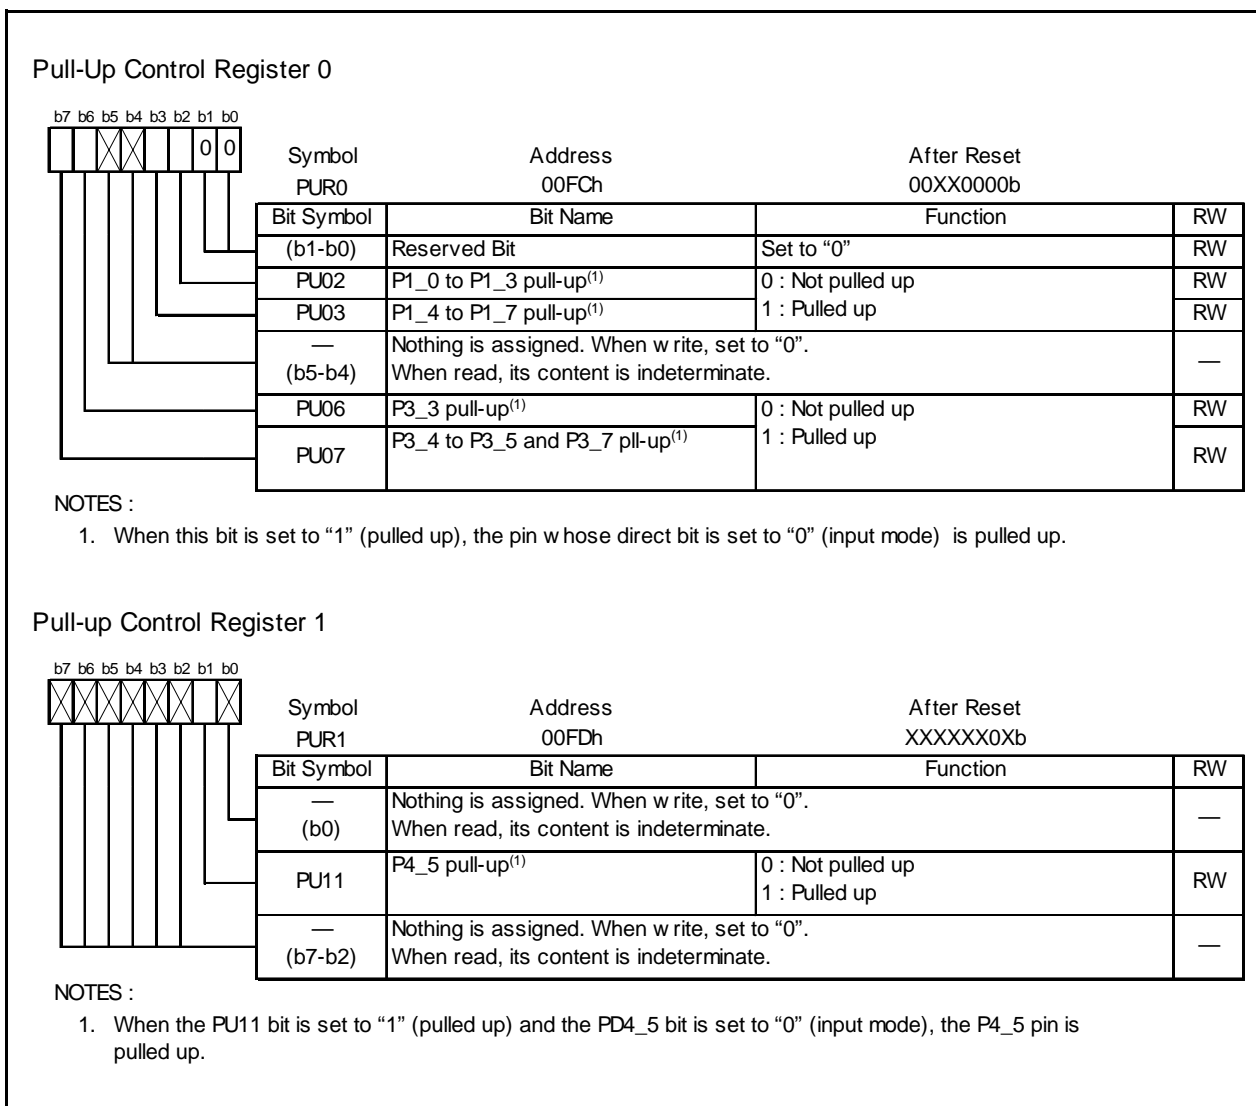 Pull-Up Control Register 0
b7 b6 b5 b4 b3 b2 b1 b0
0 0
Symbol Address After Reset
PUR0 00FCh 00XX0000b
Bit Symbol Bit Name Function RW
(b1-b0) Reserved Bit Set to “0” RW
PU02 P1_0 to P1_3 pull-up(1) 0 : Not pulled up RW
PU03 P1_4 to P1_7 pull-up(1) 1 : Pulled up RW
— Nothing is assigned. When write, set to “0”.
(b5-b4) When read, its content is indeterminate. —
PU06 P3_3 pull-up(1) 0 : Not pulled up RW
PU07 P3_4 to P3_5 and P3_7 pll-up(1) 1 : Pulled up RW
NOTES :
1. When this bit is set to “1” (pulled up), the pin whose direct bit is set to “0” (input mode) is pulled up.
Pull-up Control Register 1
b7 b6 b5 b4 b3 b2 b1 b0
Symbol Address After Reset
PUR1 00FDh XXXXXX0Xb
Bit Symbol Bit Name Function RW
— Nothing is assigned. When write, set to “0”.
(b0) When read, its content is indeterminate. —
PU11 P4_5 pull-up(1) 0 : Not pulled up RW
1 : Pulled up
— Nothing is assigned. When write, set to “0”.
(b7-b2) When read, its content is indeterminate. —
NOTES :
1. When the PU11 bit is set to “1” (pulled up) and the PD4_5 bit is set to “0” (input mode), the P4_5 pin is
pulled up.